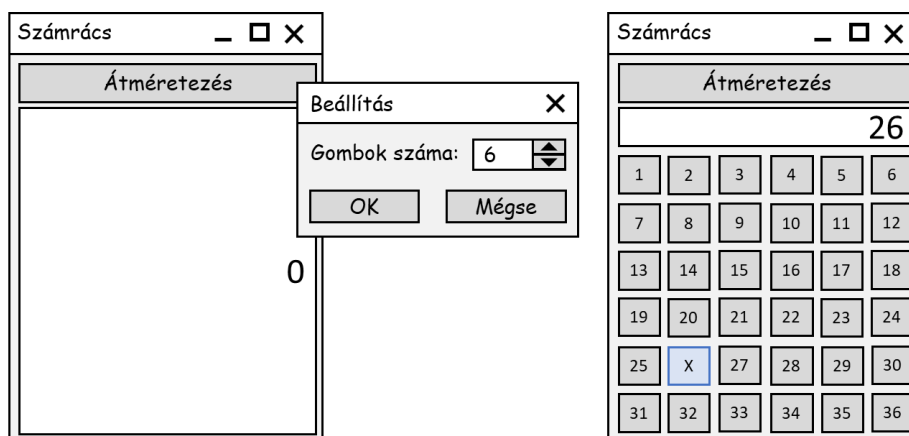 Számrács
Átméretezés
0
Beállítás
Gombok száma: 6
OK Mégse
Számrács
Átméretezés
26
1 2 3 4 5 6
7 8 9 10 11 12
13 14 15 16 17 18
19 20 21 22 23 24
25 X 27 28 29 30
31 32 33 34 35 36